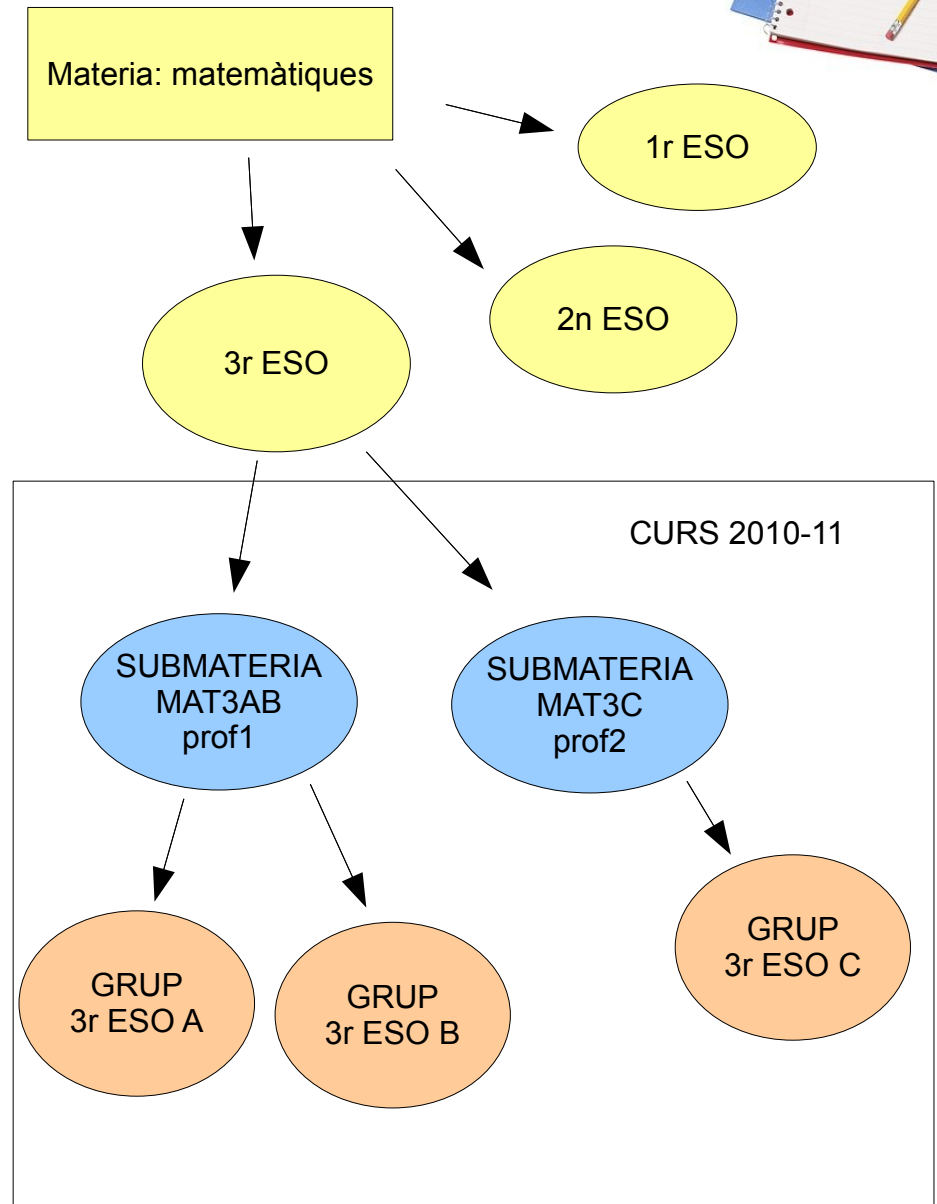 Materia: matemàtiques
1r ESO
2n ESO
3r ESO
CURS 2010-11
SUBMATERIA
MAT3AB
prof1
SUBMATERIA
MAT3C
prof2
GRUP
3r ESO A
GRUP
3r ESO B
GRUP
3r ESO C